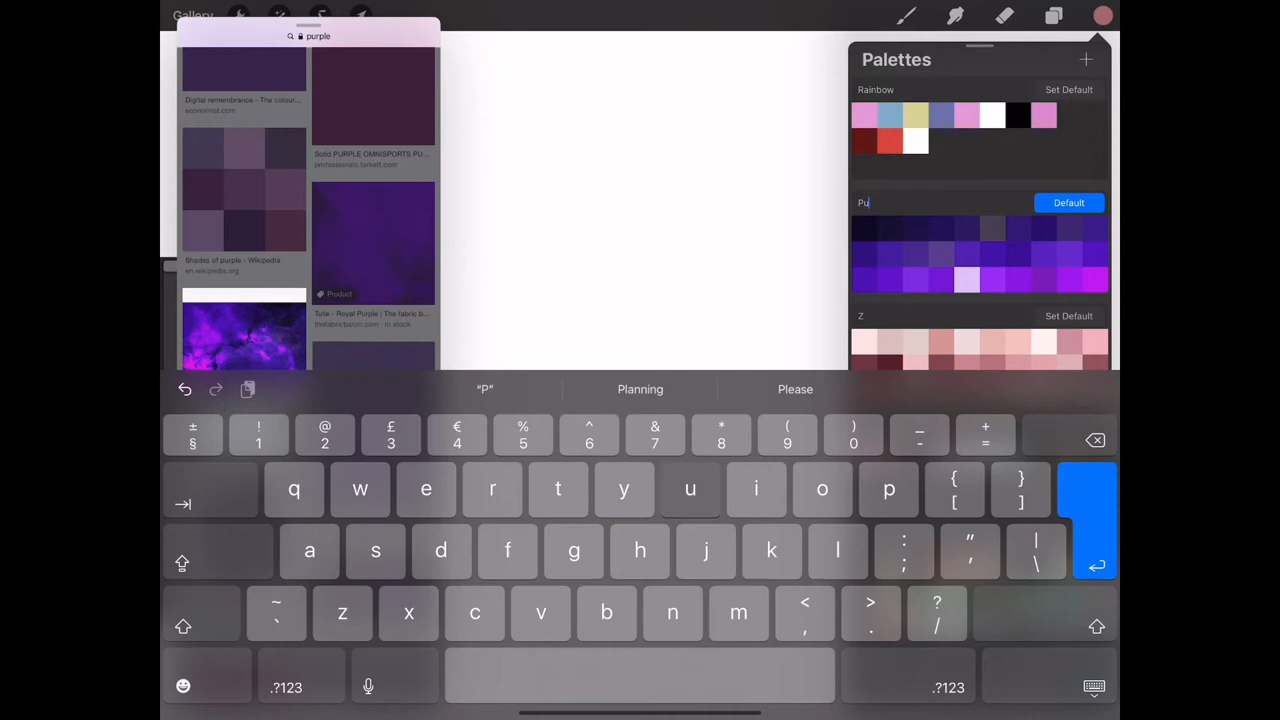 Gallery
purple
Digital remembrance - The colour...
economist.com
Solid PURPLE OMNISPORTS PU...
professionals.tarkett.com
Shades of purple - Wikipedia
en.wikipedia.org
Product
Tulle - Royal Purple | The fabric b...
thefabricbaron.com · In stock
Palettes
Rainbow
Set Default
Pu
Default
Z
Set Default
“P”
Planning
Please
± ! @ £ € % ^ & * ( ) _ +
§ 1 2 3 4 5 6 7 8 9 0 - =
q w e r t y u i o p { [ } ]
a s d f g h j k l : ; " ' | \
~ ` z x c v b n m < , > . ? /
.?123
.?123